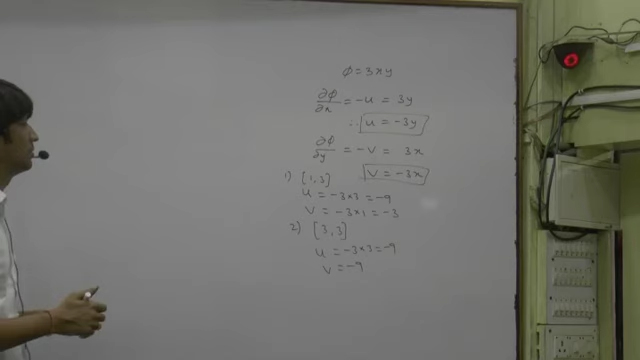 φ = 3xy
∂φ/∂x = -u = 3y
∴ u = -3y
∂φ/∂y = -v = 3x
v = -3x
1) [1,3]
u = -3×3 = -9
v = -3×1 = -3
2) [3,3]
u = -3×3 = -9
v = -9